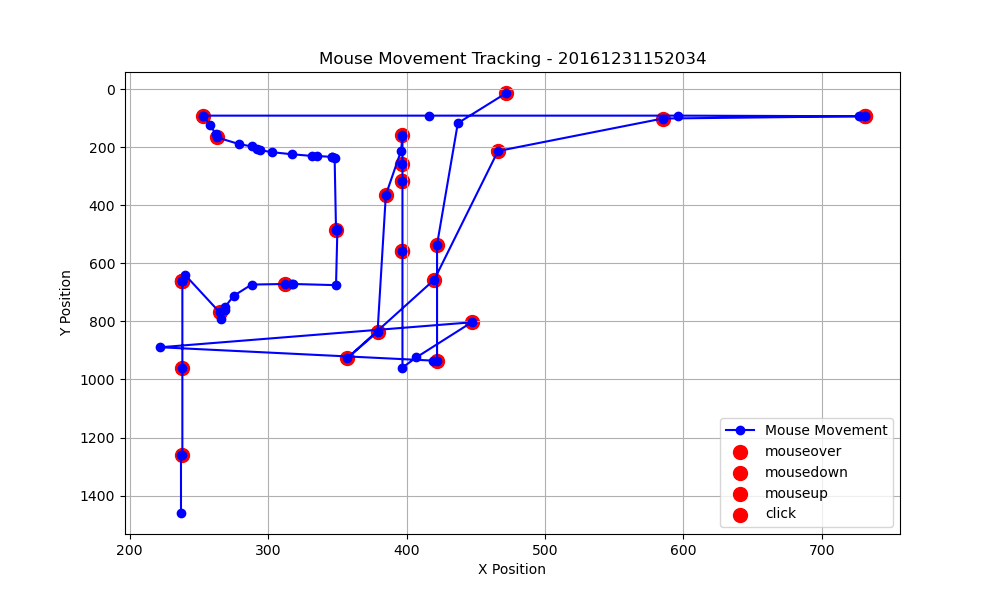 Mouse Movement Tracking - 20161231152034
0
200
400
600
800
1000
1200
1400
Y Position
Mouse Movement
mouseover
mousedown
mouseup
click
200 300 400 500 600 700
X Position